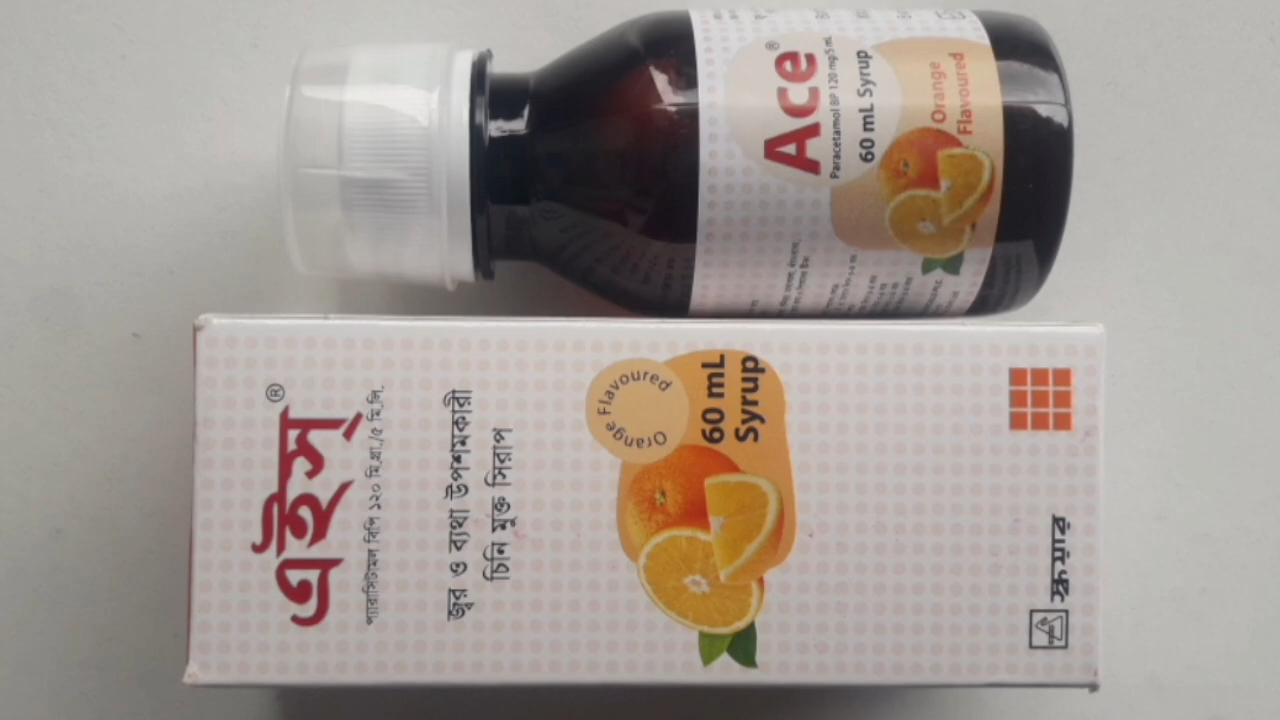 Ace®
Paracetamol BP 120 mg/5 mL
60 mL Syrup
Orange
Flavoured
এইস্®
প্যারাসিটামল বিপি ১২০ মি.গ্রা./৫ মি.লি.
জ্বর ও ব্যথা উপশমকারী
চিনি মুক্ত সিরাপ
Orange Flavoured
60 mL
Syrup
স্কয়ার